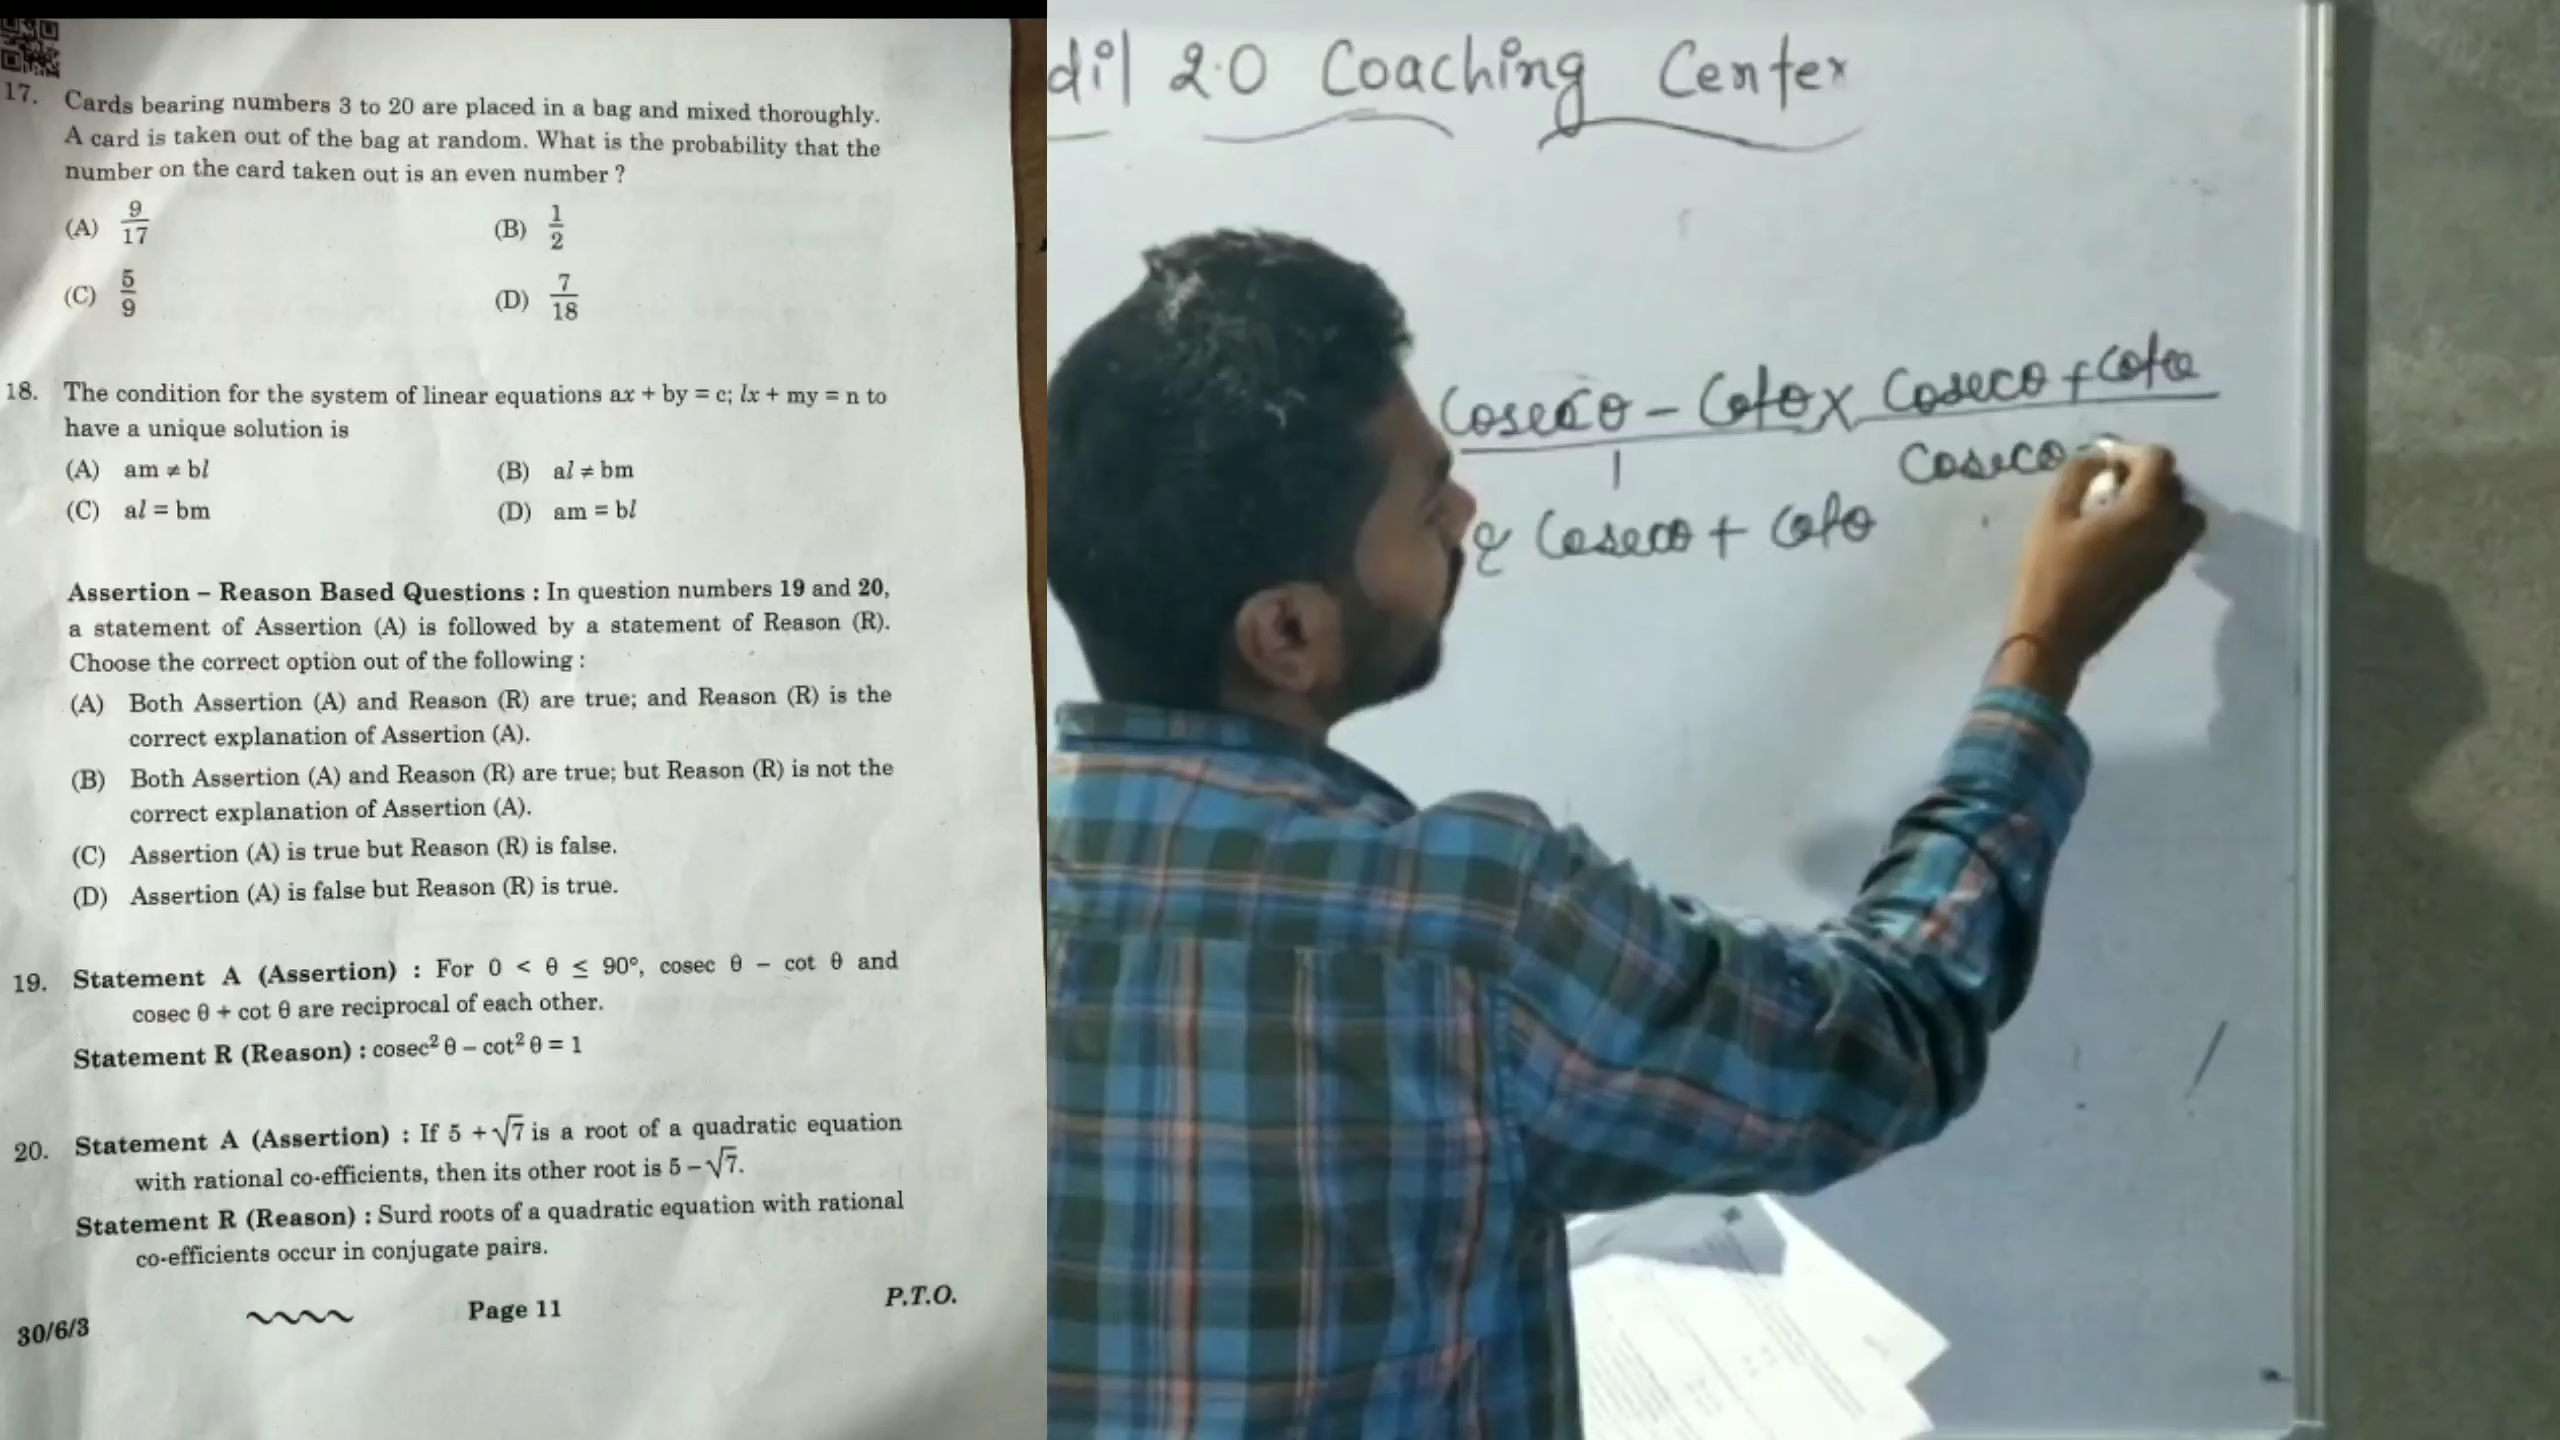 17. Cards bearing numbers 3 to 20 are placed in a bag and mixed thoroughly.
A card is taken out of the bag at random. What is the probability that the
number on the card taken out is an even number ?
(A) 9/17 (B) 1/2
(C) 5/9 (D) 7/18
18. The condition for the system of linear equations ax + by = c; lx + my = n to
have a unique solution is
(A) am ≠ bl (B) al ≠ bm
(C) al = bm (D) am = bl
Assertion – Reason Based Questions : In question numbers 19 and 20,
a statement of Assertion (A) is followed by a statement of Reason (R).
Choose the correct option out of the following :
(A) Both Assertion (A) and Reason (R) are true; and Reason (R) is the
correct explanation of Assertion (A).
(B) Both Assertion (A) and Reason (R) are true; but Reason (R) is not the
correct explanation of Assertion (A).
(C) Assertion (A) is true but Reason (R) is false.
(D) Assertion (A) is false but Reason (R) is true.
19. Statement A (Assertion) : For 0 < θ ≤ 90°, cosec θ – cot θ and
cosec θ + cot θ are reciprocal of each other.
Statement R (Reason) : cosec² θ – cot² θ = 1
20. Statement A (Assertion) : If 5 + √7 is a root of a quadratic equation
with rational co-efficients, then its other root is 5 – √7.
Statement R (Reason) : Surd roots of a quadratic equation with rational
co-efficients occur in conjugate pairs.
30/6/3 Page 11 P.T.O.
dil 2.0 Coaching Center
Cosecθ – Cotθ × Cosecθ + Cotθ
1 Cosecθ
Cosecθ + Cotθ